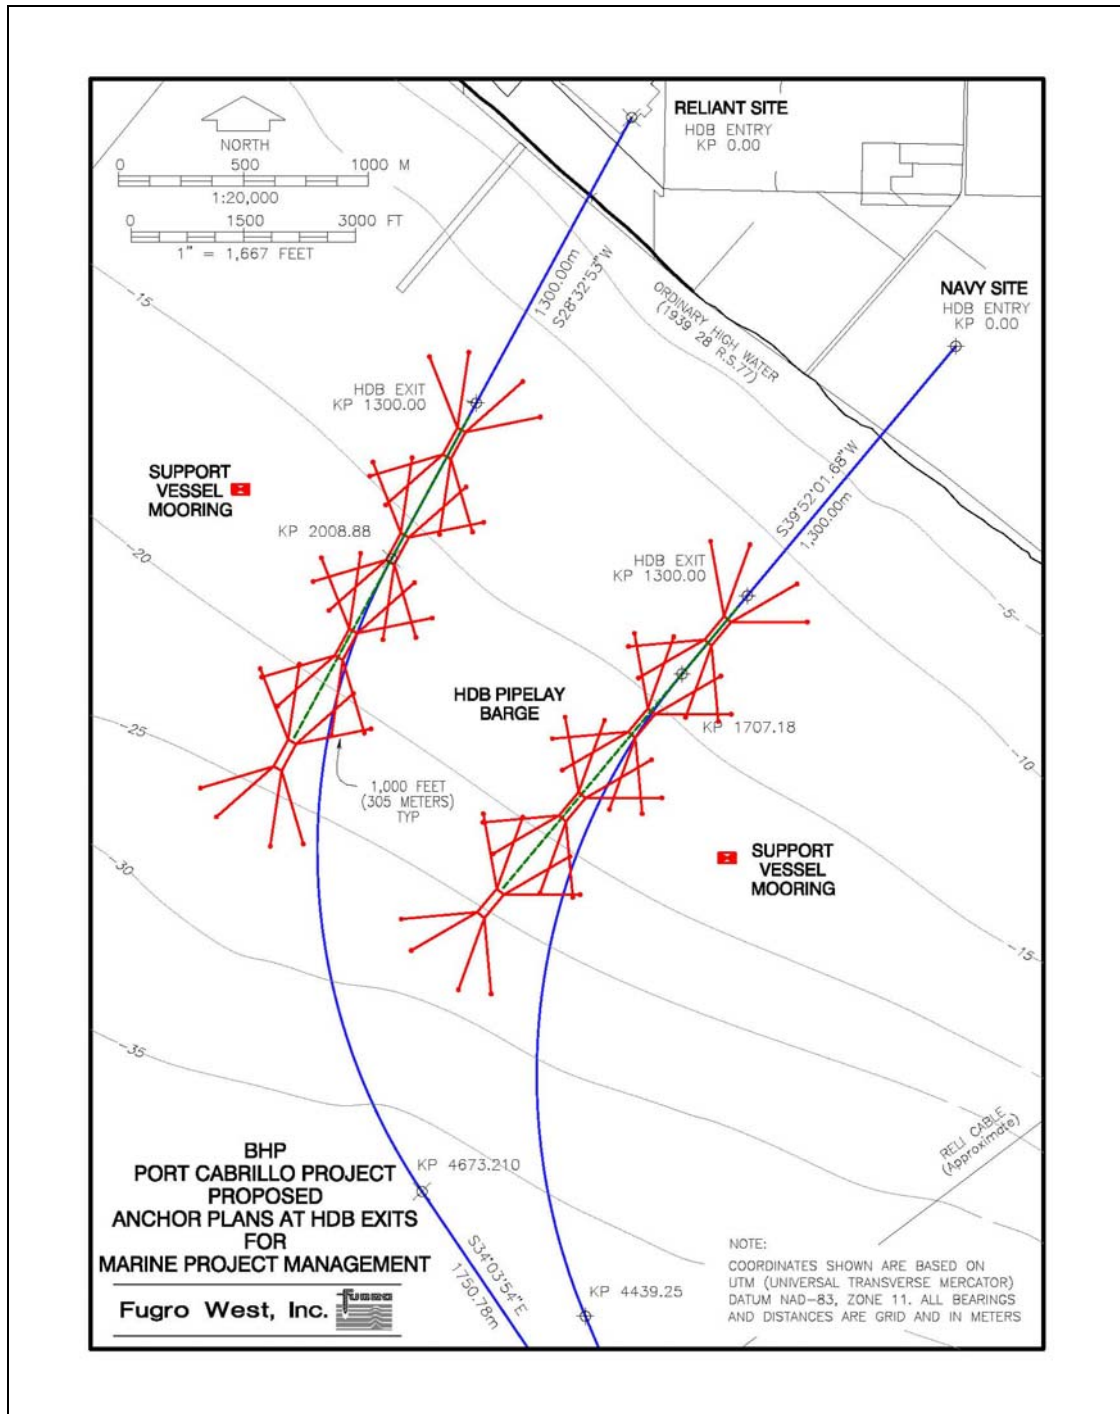 RELIANT SITE
HDB ENTRY
KP 0.00
NORTH
0 500 1000 M
1:20,000
0 1500 3000 FT
1" = 1,667 FEET
-15
1300.00m
S28°32'53"W
ORDINARY HIGH WATER
(1939 28 R.S.77)
NAVY SITE
HDB ENTRY
KP 0.00
HDB EXIT
KP 1300.00
SUPPORT
VESSEL
MOORING
S39°52'01.68"W
1,300.00m
KP 2008.88
-20
HDB EXIT
KP 1300.00
-5
HDB PIPELAY
BARGE
KP 1707.18
-25
-10
1,000 FEET
(305 METERS)
TYP
SUPPORT
VESSEL
MOORING
-30
-15
-35
RELI CABLE
(Approximate)
BHP
PORT CABRILLO PROJECT
PROPOSED
ANCHOR PLANS AT HDB EXITS
FOR
MARINE PROJECT MANAGEMENT
KP 4673.210
S34°03'54"E
1750.78m
KP 4439.25
NOTE:
COORDINATES SHOWN ARE BASED ON
UTM (UNIVERSAL TRANSVERSE MERCATOR)
DATUM NAD-83, ZONE 11. ALL BEARINGS
AND DISTANCES ARE GRID AND IN METERS
Fugro West, Inc.
fugro